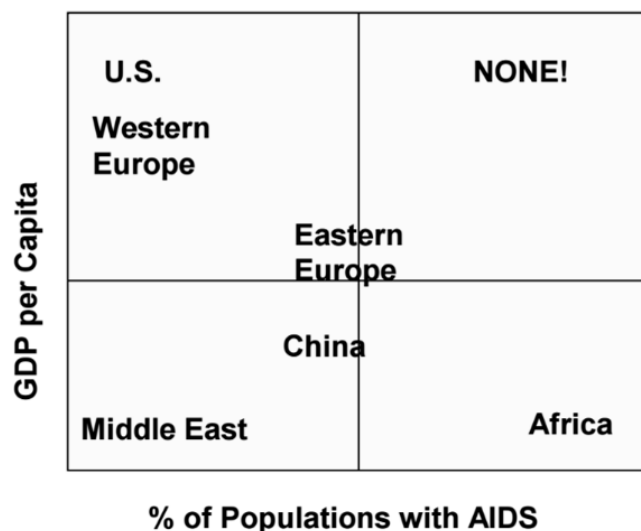 U.S.
NONE!
Western
Europe
Eastern
Europe
China
Middle East
Africa
GDP per Capita
% of Populations with AIDS